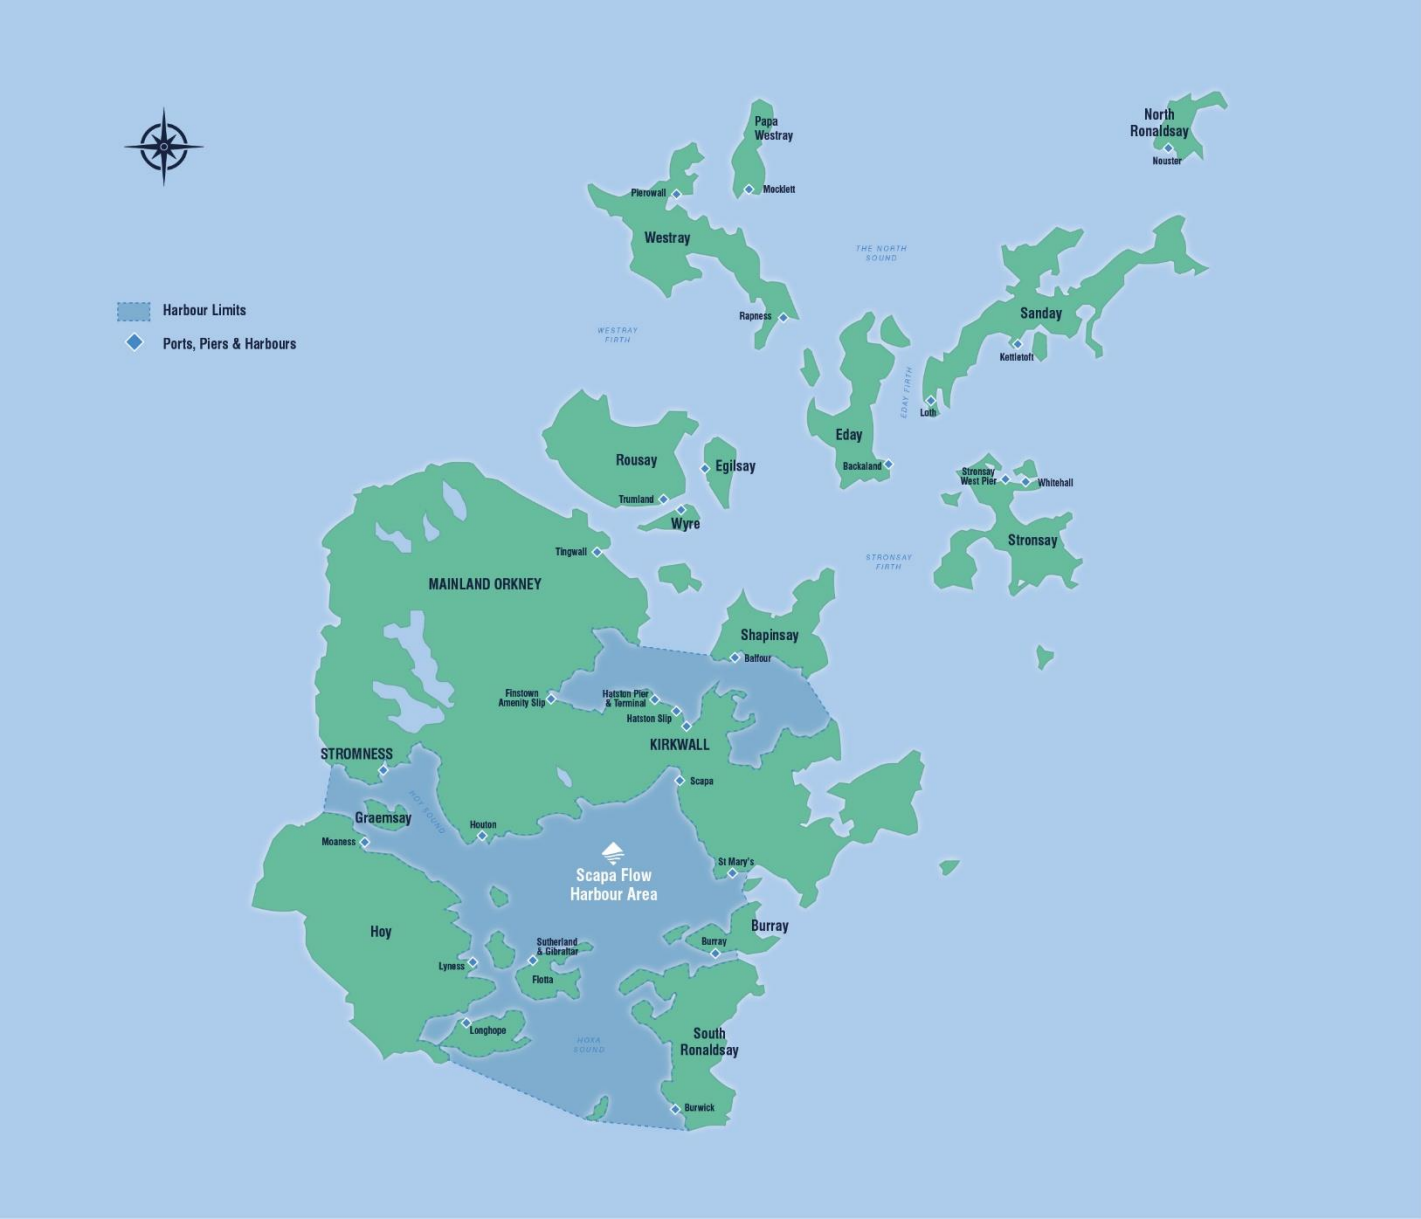 North
Ronaldsay
Nouster
Papa
Westray
Mocklett
Pierowall
Westray
Rapness
THE NORTH
SOUND
WESTRAY
FIRTH
Harbour Limits
Ports, Piers & Harbours
Sanday
Kettletoft
EDAY FIRTH
Loth
Eday
Backaland
Rousay
Egilsay
Trumland
Wyre
Stronsay
West Pier
Whitehall
Stronsay
STRONSAY
FIRTH
Tingwall
MAINLAND ORKNEY
Shapinsay
Balfour
Finstown
Amenity Slip
Hatston Pier
& Terminal
Hatston Slip
KIRKWALL
STROMNESS
Scapa
HOY SOUND
Graemsay
Houton
Moaness
St Mary's
Scapa Flow
Harbour Area
Hoy
Burray
Burray
Sutherland
& Gibraltar
Lyness
Flotta
Longhope
HOXA
SOUND
South
Ronaldsay
Burwick